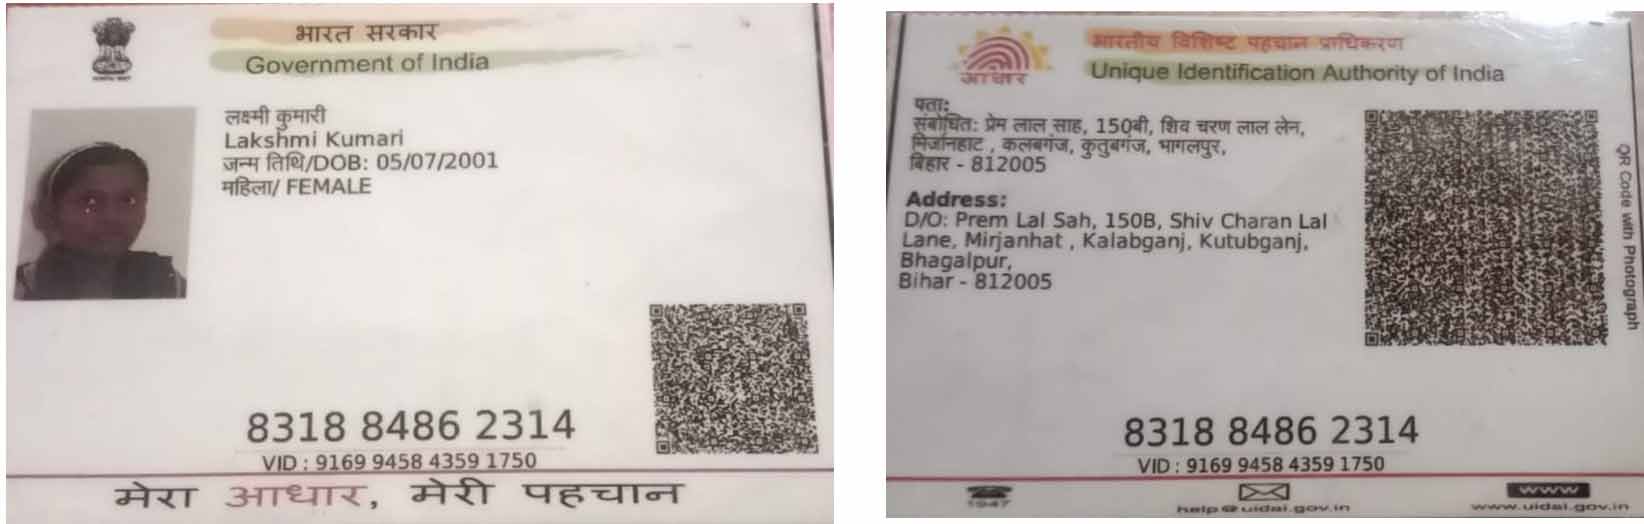 भारत सरकार
Government of India
लक्ष्मी कुमारी
Lakshmi Kumari
जन्म तिथि/DOB: 05/07/2001
महिला/ FEMALE
8318 8486 2314
VID : 9169 9458 4359 1750
मेरा आधार, मेरी पहचान
भारतीय विशिष्ट पहचान प्राधिकरण
Unique Identification Authority of India
आधार
पता:
संबोधित: प्रेम लाल साह, 150बी, शिव चरण लाल लेन,
मिर्जानहाट , कलबगंज, कुतुबगंज, भागलपुर,
बिहार - 812005
Address:
D/O: Prem Lal Sah, 150B, Shiv Charan Lal
Lane, Mirjanhat , Kalabganj, Kutubganj,
Bhagalpur,
Bihar - 812005
QR Code with Photograph
8318 8486 2314
VID : 9169 9458 4359 1750
1947
help@uidai.gov.in
www
www.uidai.gov.in